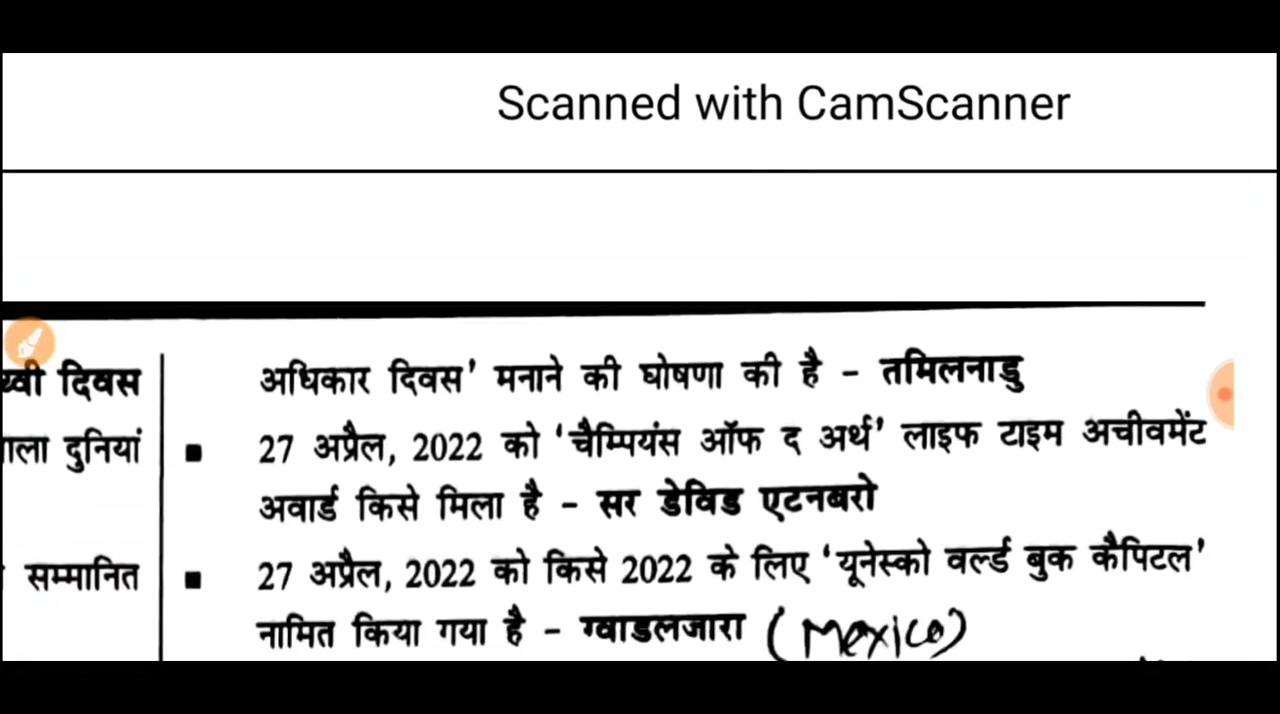 Scanned with CamScanner
दिवस
दुनियां
सम्मानित
अधिकार दिवस' मनाने की घोषणा की है – तमिलनाडु
■ 27 अप्रैल, 2022 को 'चैम्पियंस ऑफ द अर्थ' लाइफ टाइम अचीवमेंट
अवार्ड किसे मिला है – सर डेविड एटनबरो
■ 27 अप्रैल, 2022 को किसे 2022 के लिए 'यूनेस्को वर्ल्ड बुक कैपिटल'
नामित किया गया है – ग्वाडलजारा (Mexico)